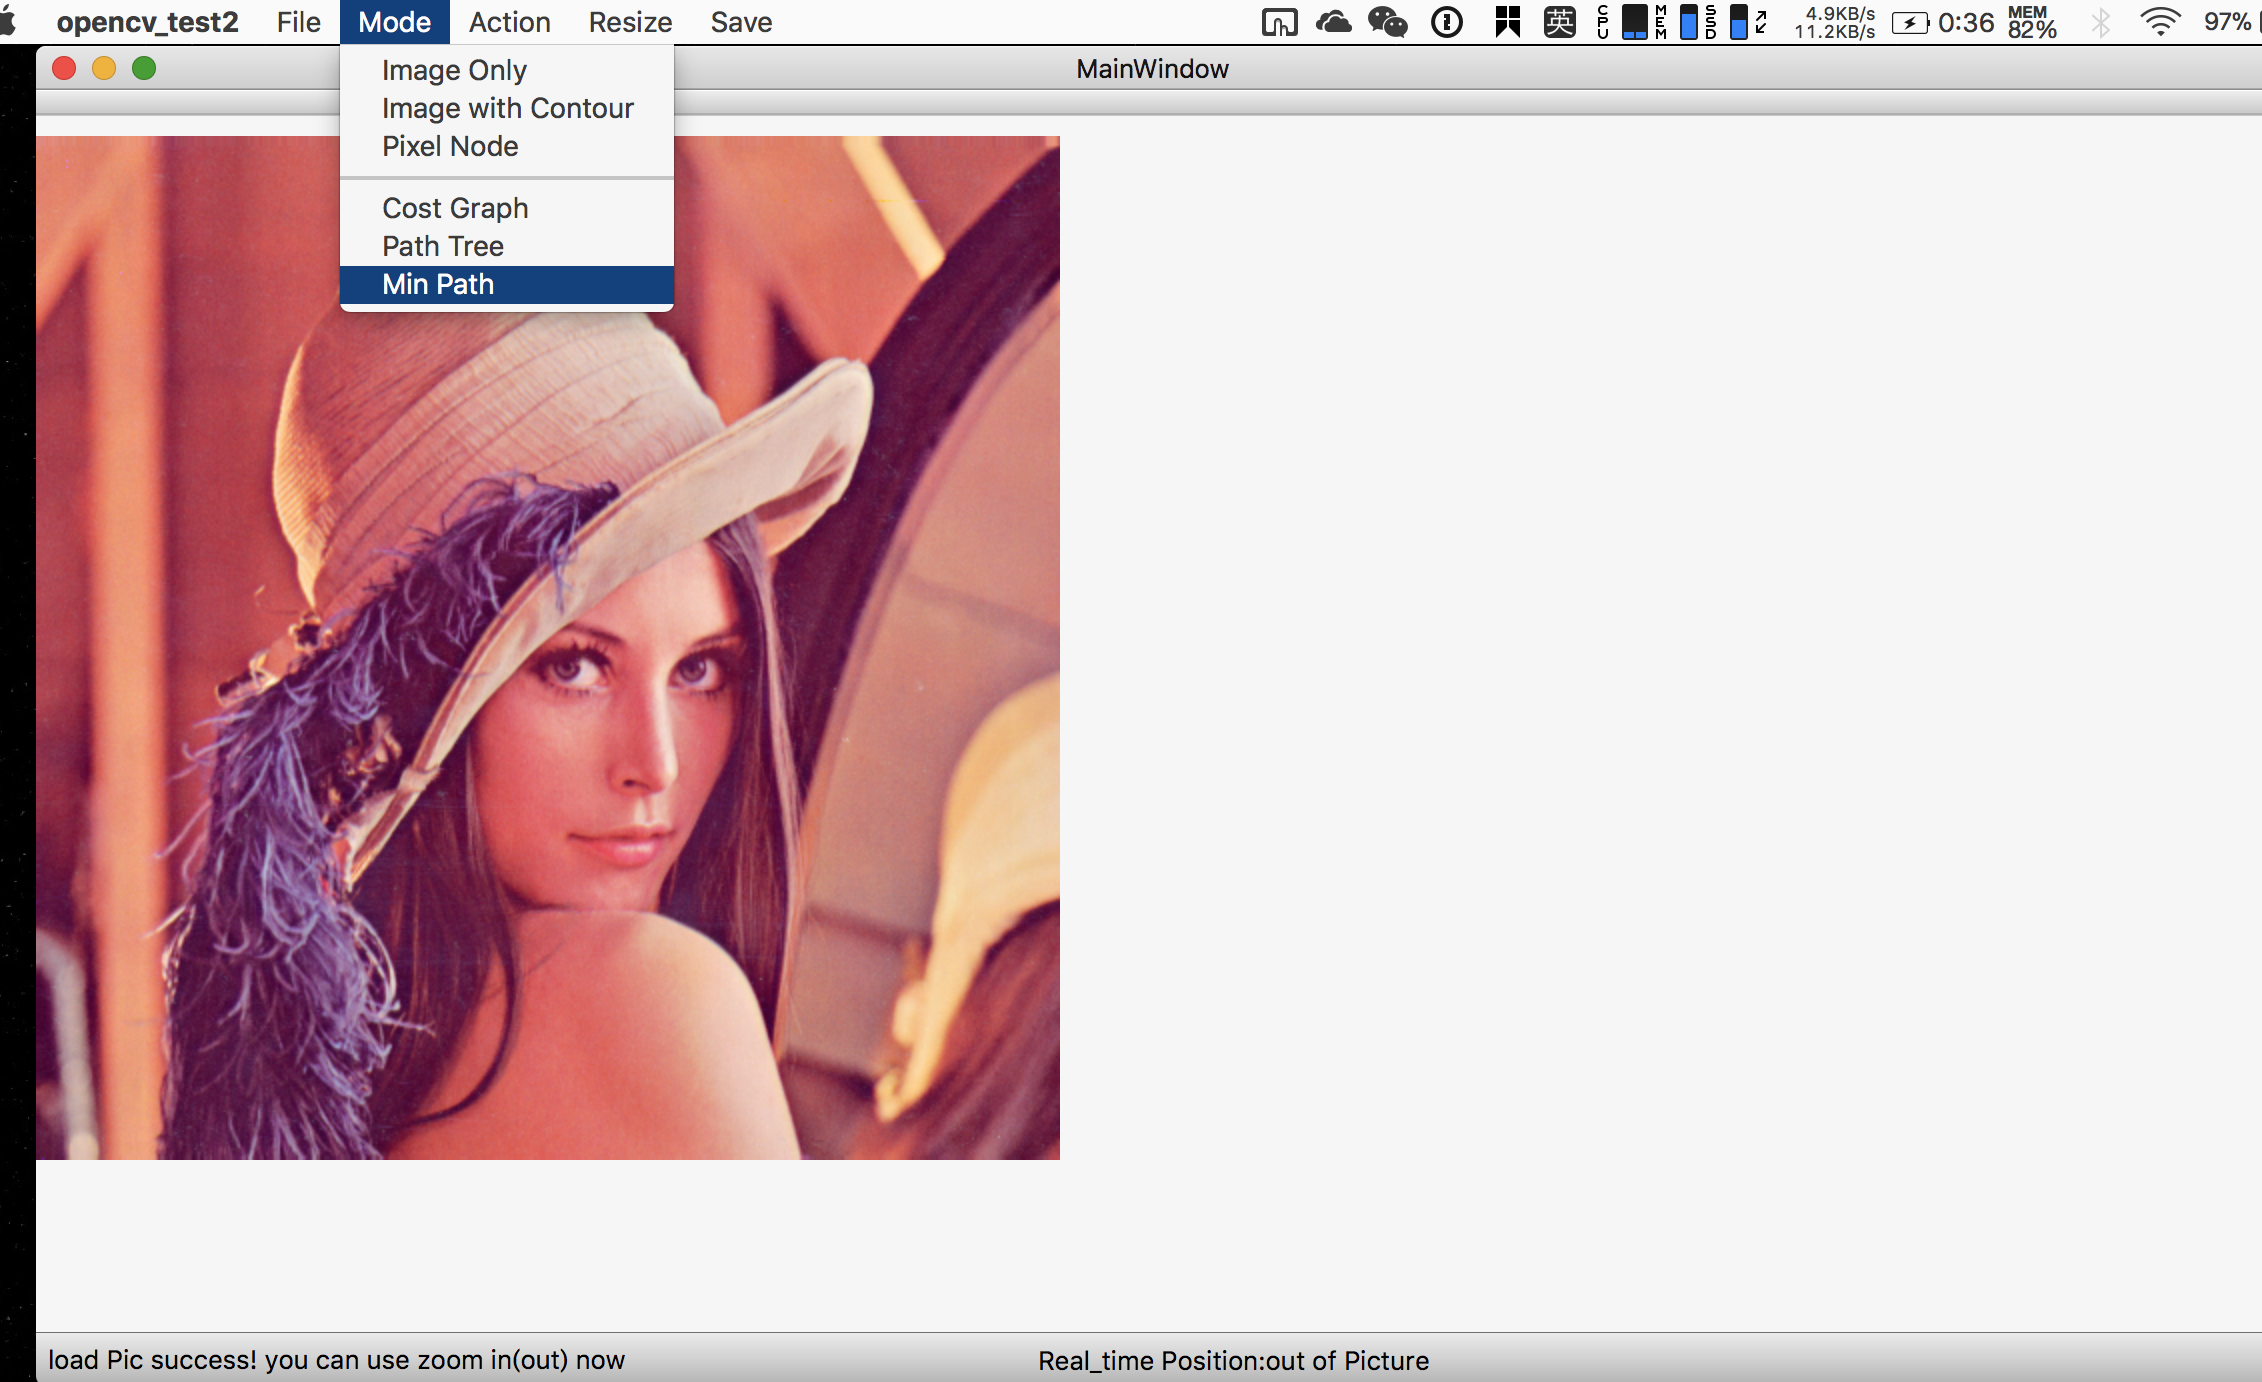 opencv_test2 File Mode Action Resize Save
英 CPU MEM SSD 4.9KB/s 11.2KB/s 0:36 MEM 82% 97%
MainWindow
Image Only
Image with Contour
Pixel Node
Cost Graph
Path Tree
Min Path
load Pic success! you can use zoom in(out) now
Real_time Position:out of Picture